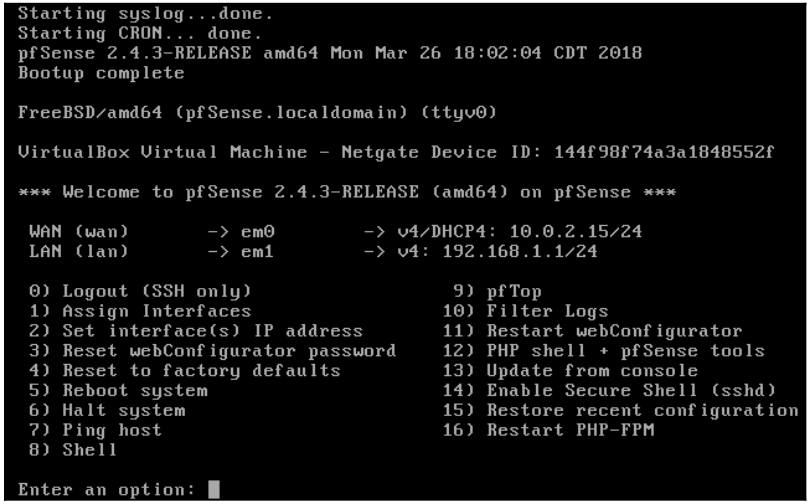 Starting syslog...done.
Starting CRON... done.
pfSense 2.4.3-RELEASE amd64 Mon Mar 26 18:02:04 CDT 2018
Bootup complete

FreeBSD/amd64 (pfSense.localdomain) (ttyv0)

VirtualBox Virtual Machine - Netgate Device ID: 144f98f74a3a1848552f

*** Welcome to pfSense 2.4.3-RELEASE (amd64) on pfSense ***

 WAN (wan)       -> em0        -> v4/DHCP4: 10.0.2.15/24
 LAN (lan)       -> em1        -> v4: 192.168.1.1/24

 0) Logout (SSH only)                  9) pfTop
 1) Assign Interfaces                 10) Filter Logs
 2) Set interface(s) IP address       11) Restart webConfigurator
 3) Reset webConfigurator password    12) PHP shell + pfSense tools
 4) Reset to factory defaults         13) Update from console
 5) Reboot system                     14) Enable Secure Shell (sshd)
 6) Halt system                       15) Restore recent configuration
 7) Ping host                         16) Restart PHP-FPM
 8) Shell

Enter an option: